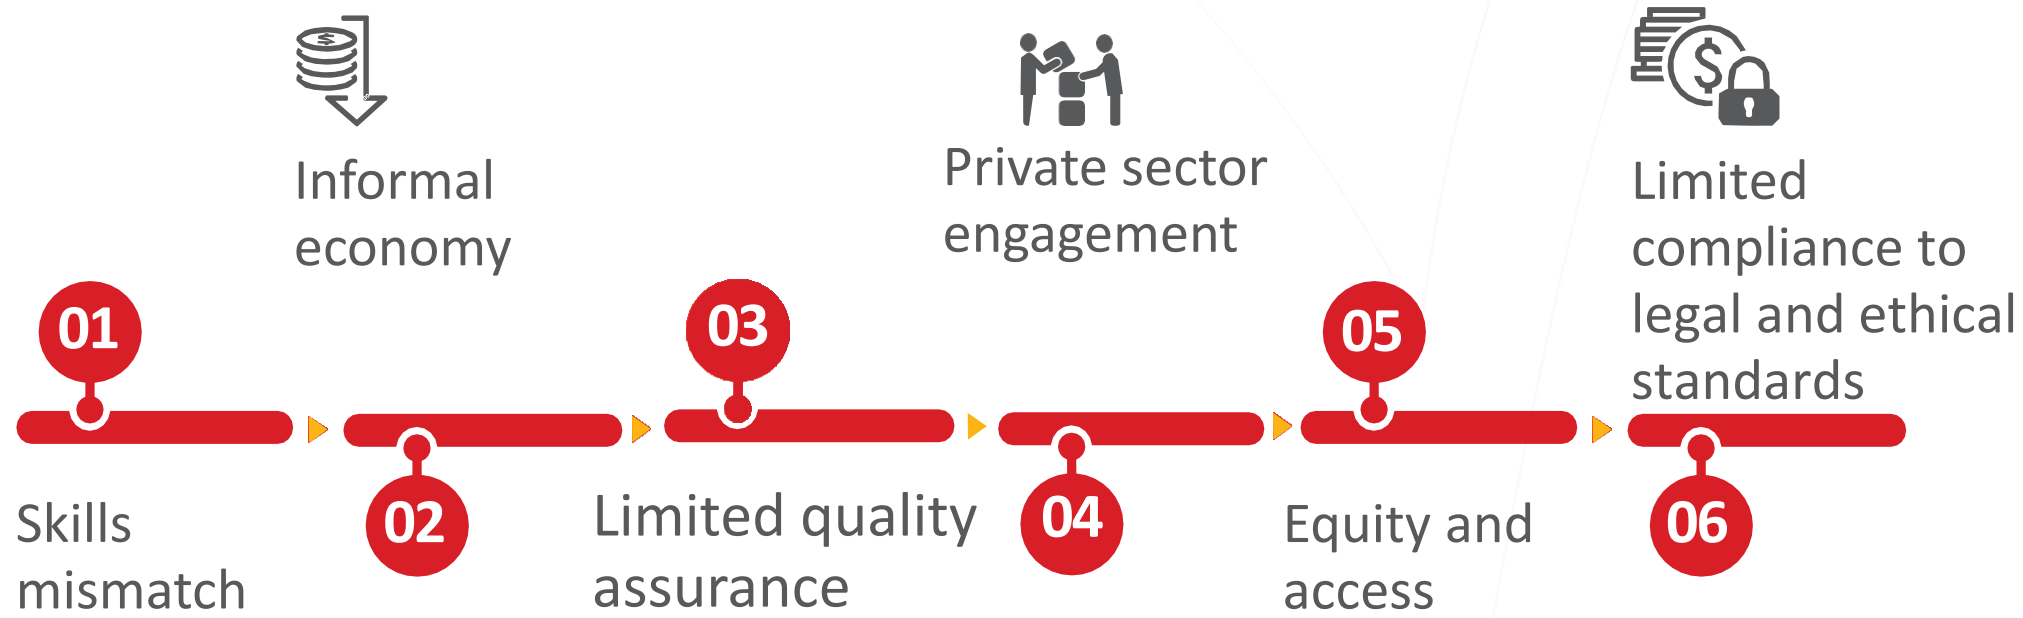 01
Skills
mismatch
Informal
economy
02
03
Limited quality
assurance
Private sector
engagement
04
05
Equity and
access
Limited
compliance to
legal and ethical
standards
06